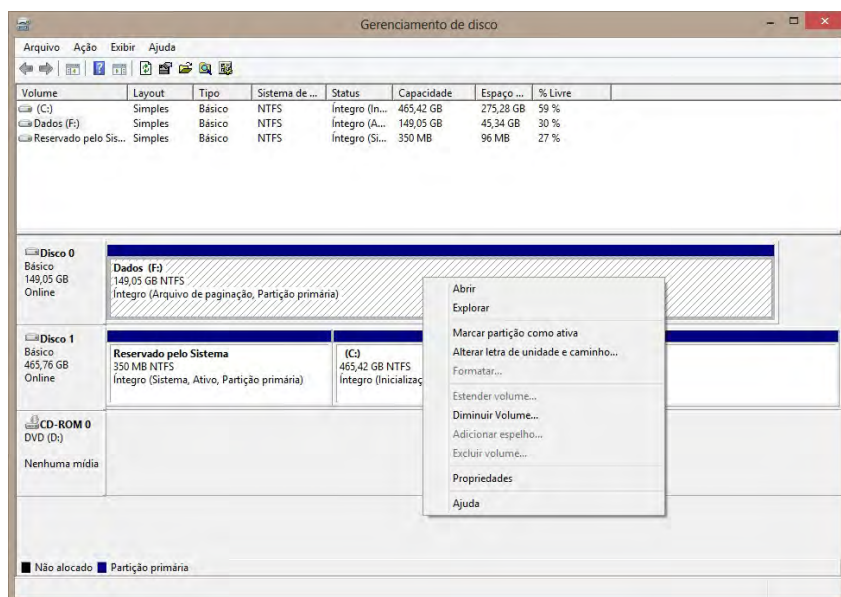 Gerenciamento de disco
Arquivo Ação Exibir Ajuda
Volume Layout Tipo Sistema de ... Status Capacidade Espaço ... % Livre
(C:) Simples Básico NTFS Íntegro (In... 465,42 GB 275,28 GB 59 %
Dados (F:) Simples Básico NTFS Íntegro (A... 149,05 GB 45,34 GB 30 %
Reservado pelo Sis... Simples Básico NTFS Íntegro (Si... 350 MB 96 MB 27 %
Disco 0
Básico
149,05 GB
Online
Dados (F:)
149,05 GB NTFS
Íntegro (Arquivo de paginação, Partição primária)
Disco 1
Básico
465,76 GB
Online
Reservado pelo Sistema
350 MB NTFS
Íntegro (Sistema, Ativo, Partição primária)
(C:)
465,42 GB NTFS
Íntegro (Inicializaç
CD-ROM 0
DVD (D:)
Nenhuma mídia
Abrir
Explorar
Marcar partição como ativa
Alterar letra de unidade e caminho...
Formatar...
Estender volume...
Diminuir Volume...
Adicionar espelho...
Excluir volume...
Propriedades
Ajuda
Não alocado Partição primária